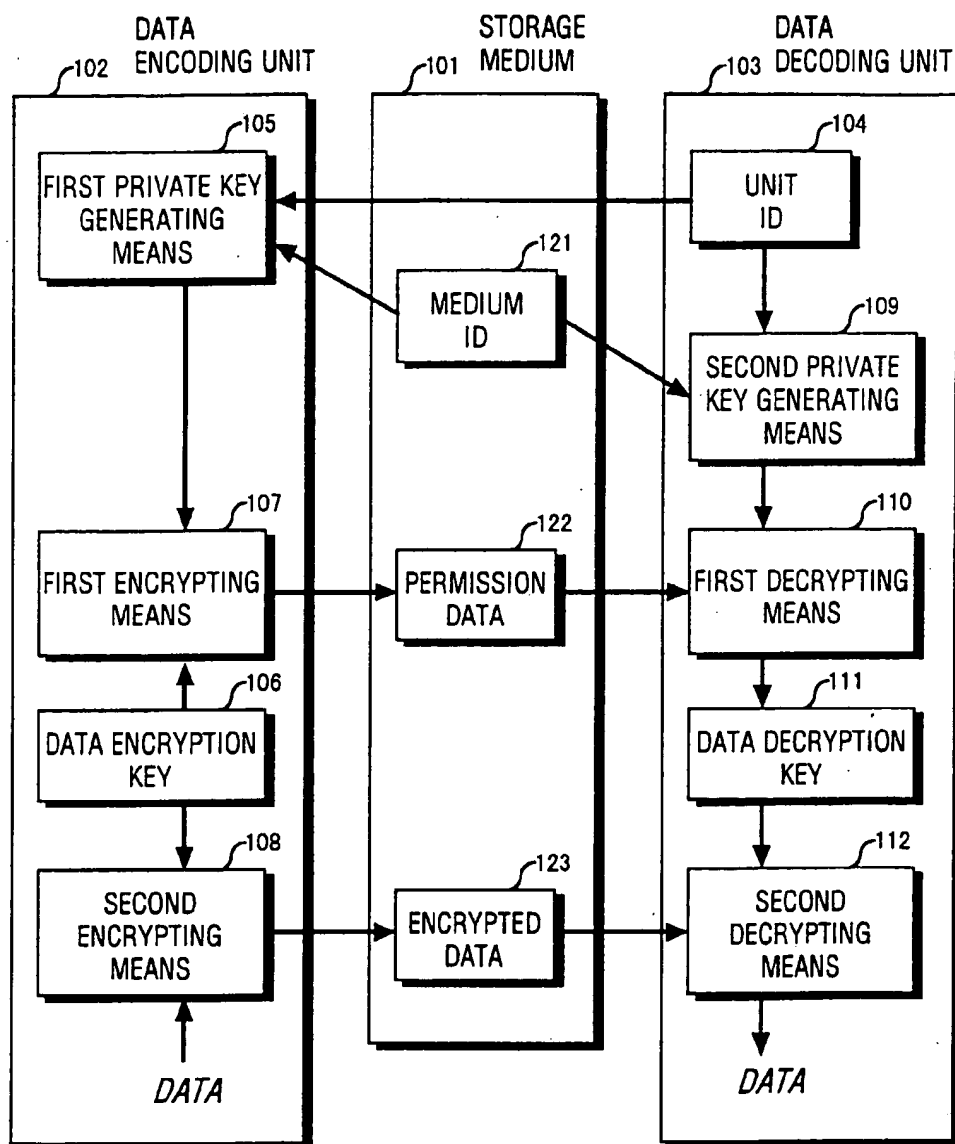 DATA
ENCODING UNIT
102
STORAGE
MEDIUM
101
DATA
DECODING UNIT
103
105
FIRST PRIVATE KEY
GENERATING
MEANS
104
UNIT
ID
121
MEDIUM
ID
109
SECOND PRIVATE
KEY GENERATING
MEANS
107
FIRST ENCRYPTING
MEANS
122
PERMISSION
DATA
110
FIRST DECRYPTING
MEANS
106
DATA ENCRYPTION
KEY
111
DATA DECRYPTION
KEY
108
SECOND
ENCRYPTING
MEANS
123
ENCRYPTED
DATA
112
SECOND
DECRYPTING
MEANS
DATA
DATA